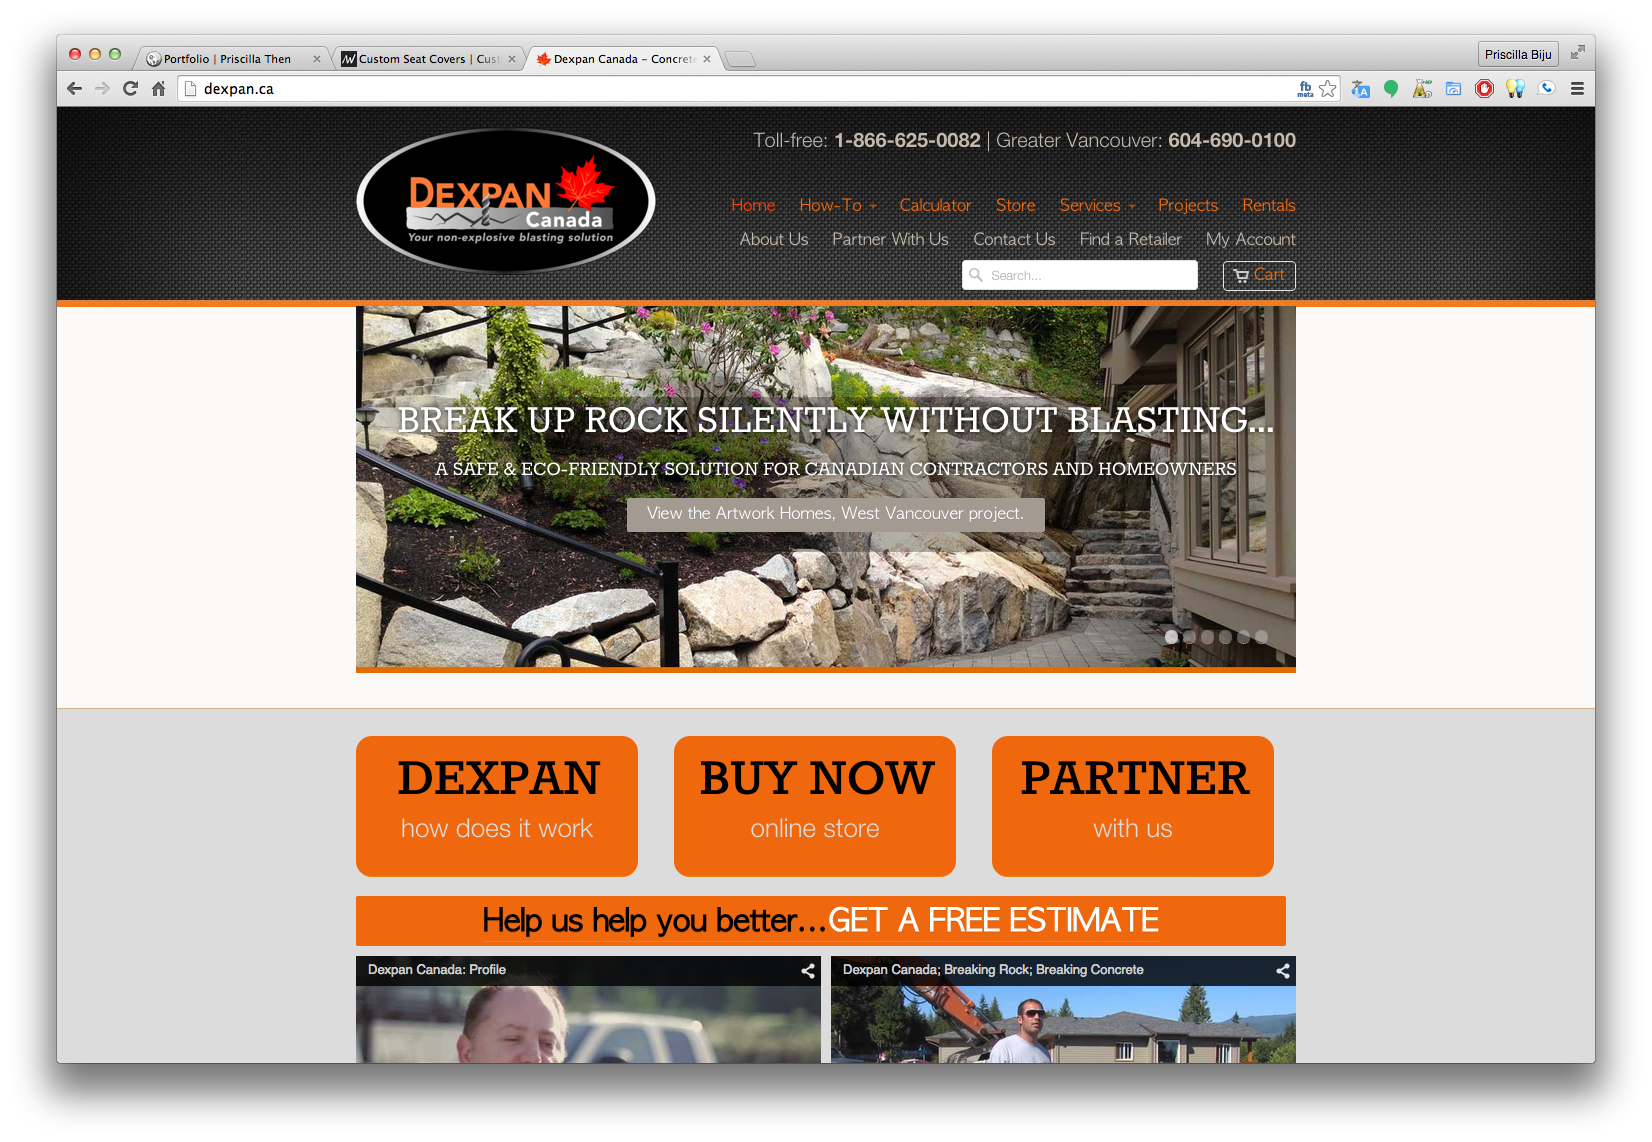 Portfolio | Priscilla Then
Custom Seat Covers | Cust
Dexpan Canada – Concrete
Priscilla Biju
dexpan.ca
fb
meta
Toll-free: 1-866-625-0082 | Greater Vancouver: 604-690-0100
DEXPAN
Canada
Your non-explosive blasting solution
Home How-To Calculator Store Services Projects Rentals
About Us Partner With Us Contact Us Find a Retailer My Account
Search...
Cart
BREAK UP ROCK SILENTLY WITHOUT BLASTING...
A SAFE & ECO-FRIENDLY SOLUTION FOR CANADIAN CONTRACTORS AND HOMEOWNERS
View the Artwork Homes, West Vancouver project.
DEXPAN
how does it work
BUY NOW
online store
PARTNER
with us
Help us help you better...GET A FREE ESTIMATE
Dexpan Canada: Profile
Dexpan Canada; Breaking Rock; Breaking Concrete